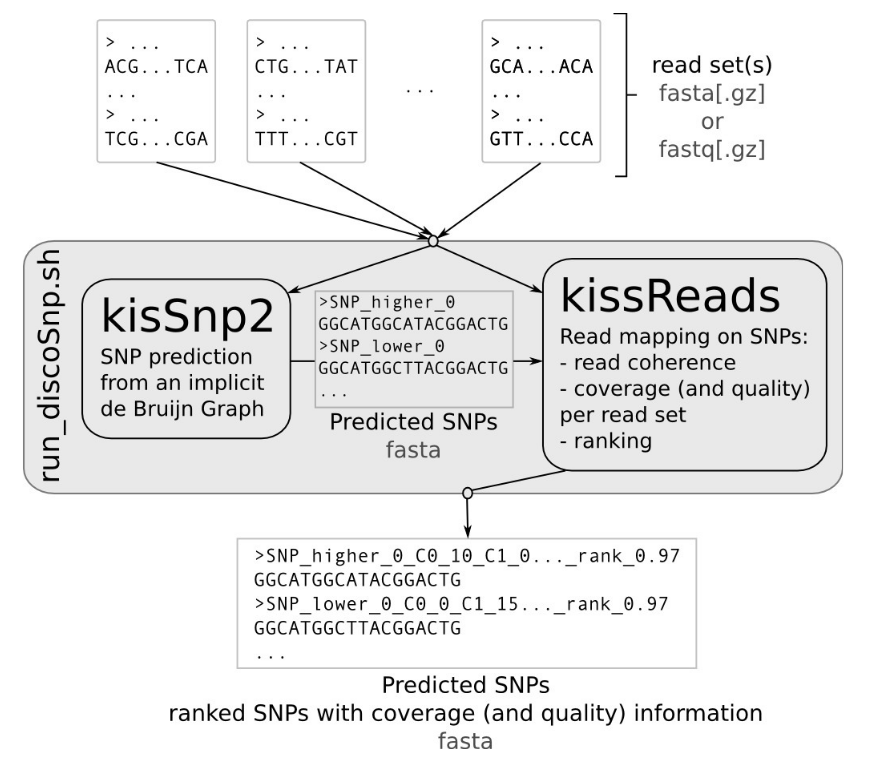 > ...
ACG...TCA
...
> ...
TCG...CGA
> ...
CTG...TAT
...
> ...
TTT...CGT
...
> ...
GCA...ACA
...
> ...
GTT...CCA
read set(s)
fasta[.gz]
or
fastq[.gz]
run_discoSnp.sh
kisSnp2
SNP prediction
from an implicit
de Bruijn Graph
>SNP_higher_0
GGCATGGCATACGGACTG
>SNP_lower_0
GGCATGGCTTACGGACTG
...
Predicted SNPs
fasta
kissReads
Read mapping on SNPs:
- read coherence
- coverage (and quality)
per read set
- ranking
>SNP_higher_0_C0_10_C1_0..._rank_0.97
GGCATGGCATACGGACTG
>SNP_lower_0_C0_0_C1_15..._rank_0.97
GGCATGGCTTACGGACTG
...
Predicted SNPs
ranked SNPs with coverage (and quality) information
fasta